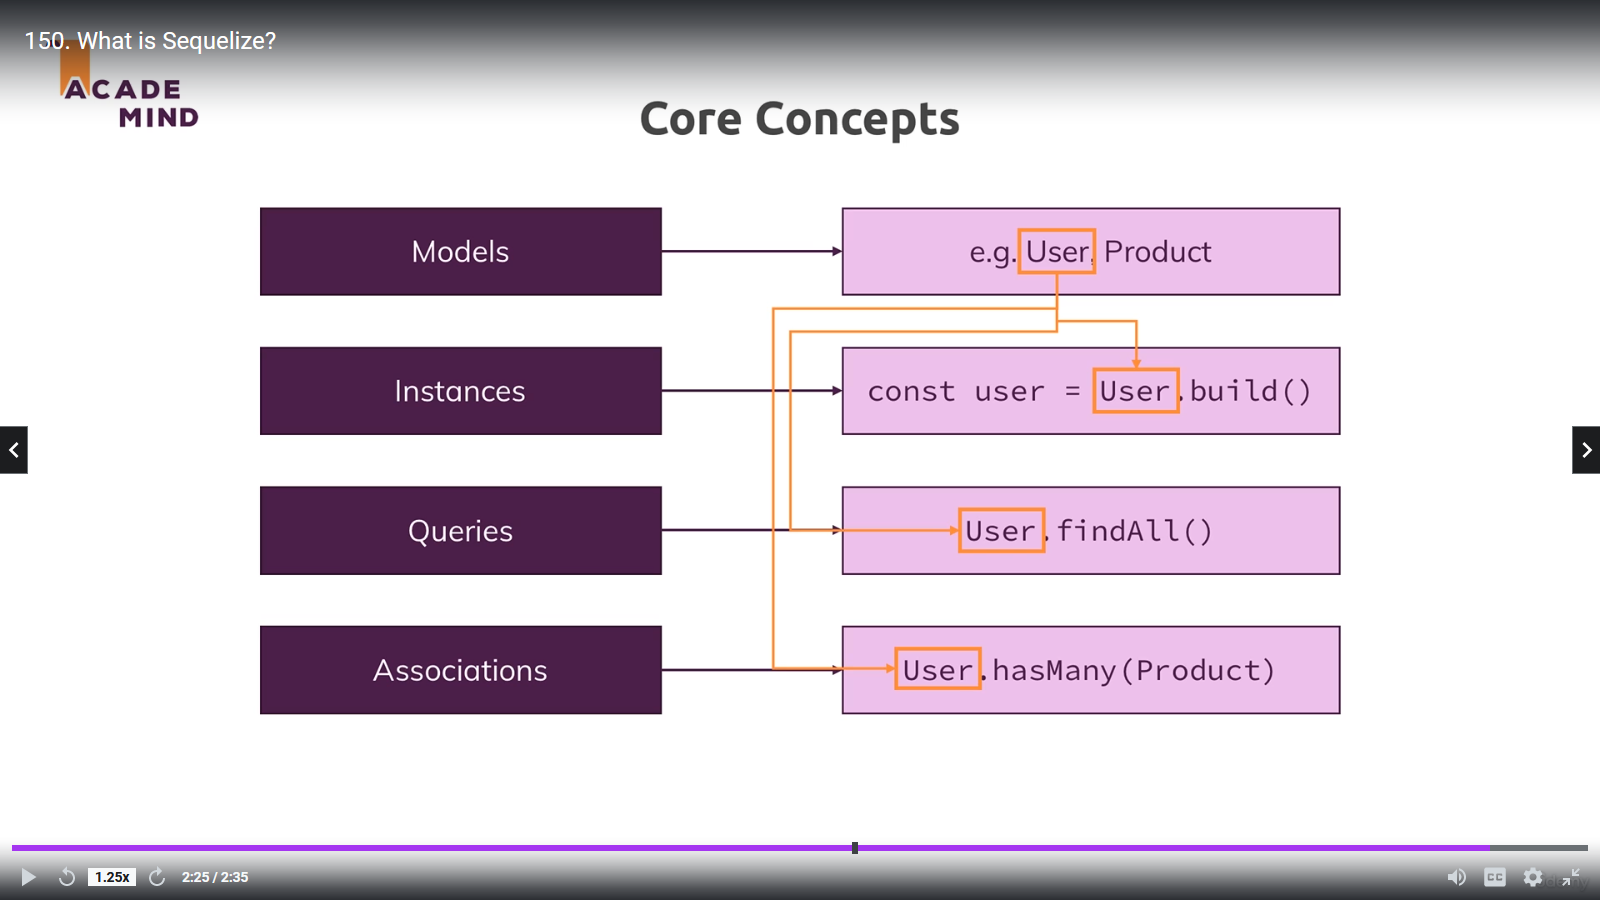 150. What is Sequelize?
ACADE
MIND
Core Concepts
Models
e.g. User, Product
Instances
const user = User.build()
Queries
User.findAll()
Associations
User.hasMany(Product)
1.25x
2:25 / 2:35
CC